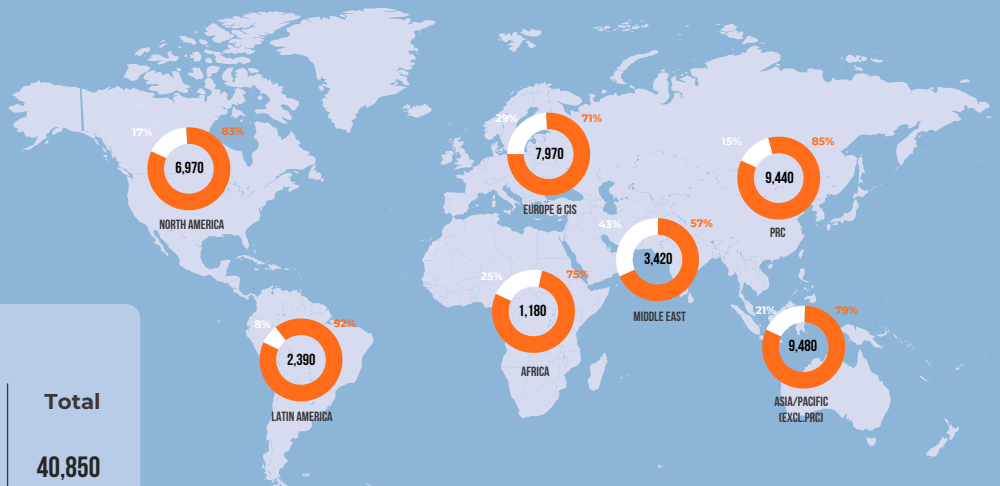 17%
83%
6,970
NORTH AMERICA
29%
71%
7,970
EUROPE & CIS
15%
85%
9,440
PRC
43%
57%
3,420
MIDDLE EAST
25%
75%
1,180
AFRICA
21%
79%
9,480
ASIA/PACIFIC
(EXCL.PRC)
8%
92%
2,390
LATIN AMERICA
Total
40,850